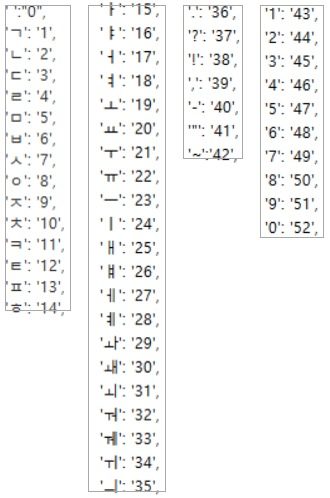 ' ':"0",
'ㄱ': '1',
'ㄴ': '2',
'ㄷ': '3',
'ㄹ': '4',
'ㅁ': '5',
'ㅂ': '6',
'ㅅ': '7',
'ㅇ': '8',
'ㅈ': '9',
'ㅊ': '10',
'ㅋ': '11',
'ㅌ': '12',
'ㅍ': '13',
'ㅎ': '14',
'ㅏ': '15',
'ㅑ': '16',
'ㅓ': '17',
'ㅕ': '18',
'ㅗ': '19',
'ㅛ': '20',
'ㅜ': '21',
'ㅠ': '22',
'ㅡ': '23',
'ㅣ': '24',
'ㅐ': '25',
'ㅒ': '26',
'ㅔ': '27',
'ㅖ': '28',
'ㅘ': '29',
'ㅙ': '30',
'ㅚ': '31',
'ㅝ': '32',
'ㅞ': '33',
'ㅟ': '34',
'ㅢ': '35',
'.': '36',
'?': '37',
'!': '38',
',': '39',
'-': '40',
'"': '41',
'~':'42',
'1': '43',
'2': '44',
'3': '45',
'4': '46',
'5': '47',
'6': '48',
'7': '49',
'8': '50',
'9': '51',
'0': '52',